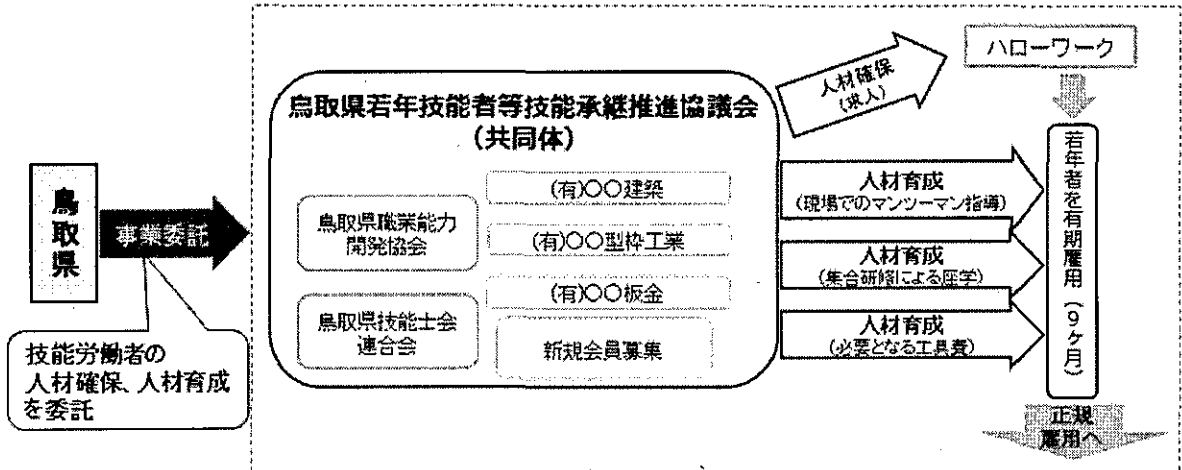 鳥取県
事業委託
技能労働者の
人材確保、人材育成
を委託
鳥取県若年技能者等技能承継推進協議会
(共同体)
鳥取県職業能力
開発協会
鳥取県技能士会
連合会
(有)〇〇建築
(有)〇〇型枠工業
(有)〇〇板金
新規会員募集
人材確保
(求人)
人材育成
(現場でのマンツーマン指導)
人材育成
(集合研修による座学)
人材育成
(必要となる工具費)
ハローワーク
若年者を有期雇用(9ヶ月)
正規
雇用へ